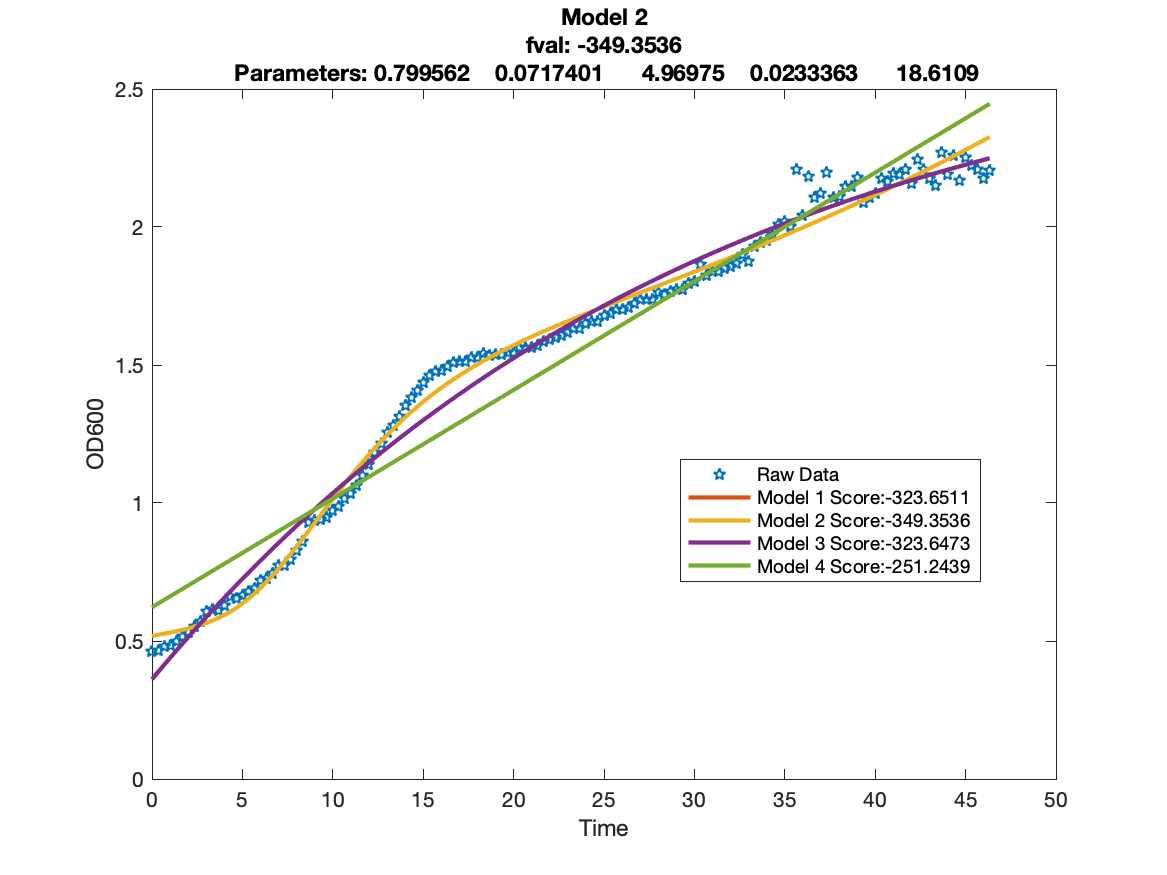 Model 2
fval: -349.3536
Parameters: 0.799562 0.0717401 4.96975 0.0233363 18.6109
2.5
2
1.5
1
0.5
0
OD600
Raw Data
Model 1 Score:-323.6511
Model 2 Score:-349.3536
Model 3 Score:-323.6473
Model 4 Score:-251.2439
0 5 10 15 20 25 30 35 40 45 50
Time